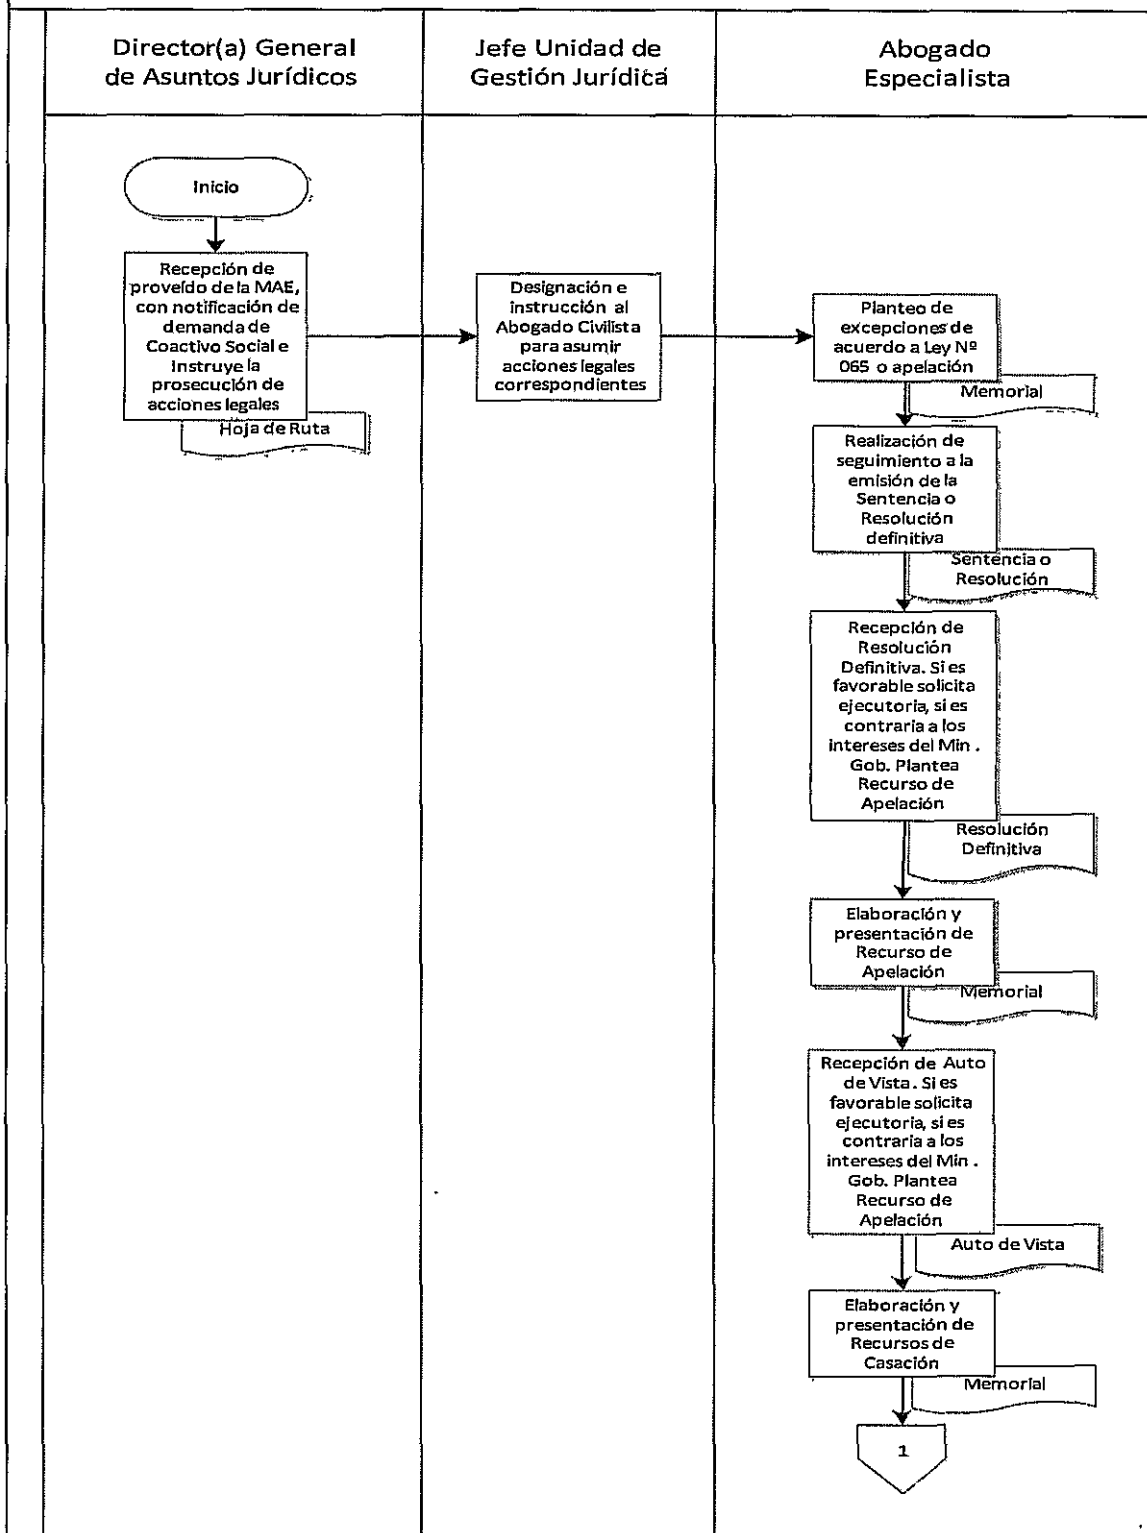 Director(a) General
de Asuntos Jurídicos
Jefe Unidad de
Gestión Jurídica
Abogado
Especialista
Inicio
Recepción de
proveído de la MAE,
con notificación de
demanda de
Coactivo Social e
Instruye la
prosecución de
acciones legales
Hoja de Ruta
Designación e
instrucción al
Abogado Civilista
para asumir
acciones legales
correspondientes
Planteo de
excepciones de
acuerdo a Ley Nº
065 o apelación
Memorial
Realización de
seguimiento a la
emisión de la
Sentencia o
Resolución
definitiva
Sentencia o
Resolución
Recepción de
Resolución
Definitiva. Si es
favorable solicita
ejecutoria, si es
contraria a los
intereses del Min.
Gob. Plantea
Recurso de
Apelación
Resolución
Definitiva
Elaboración y
presentación de
Recurso de
Apelación
Memorial
Recepción de Auto
de Vista. Si es
favorable solicita
ejecutoria, si es
contraria a los
intereses del Min.
Gob. Plantea
Recurso de
Apelación
Auto de Vista
Elaboración y
presentación de
Recursos de
Casación
Memorial
1